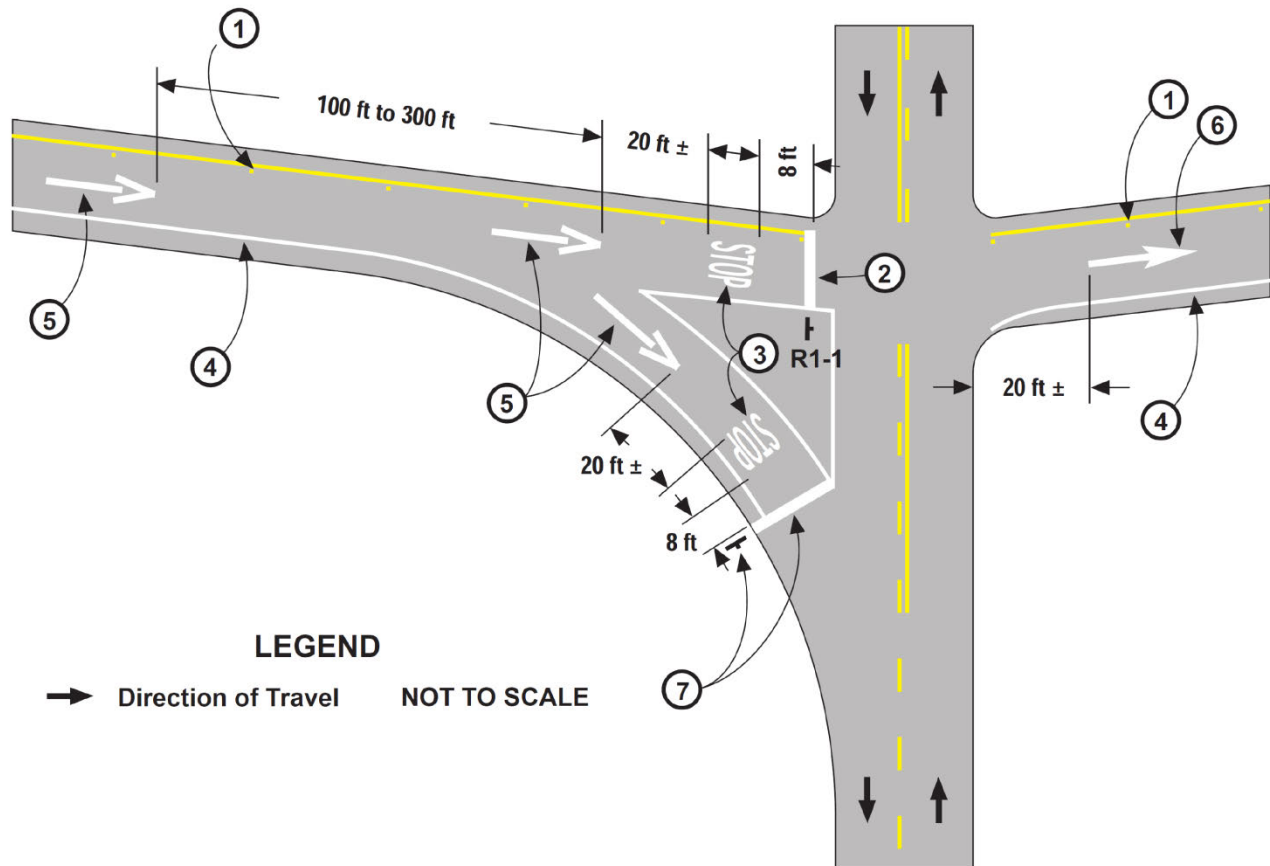 1
100 ft to 300 ft
20 ft ±
8 ft
1
6
5
STOP
2
4
3
R1-1
5
20 ft ±
4
STOP
20 ft ±
8 ft
LEGEND
Direction of Travel
NOT TO SCALE
7